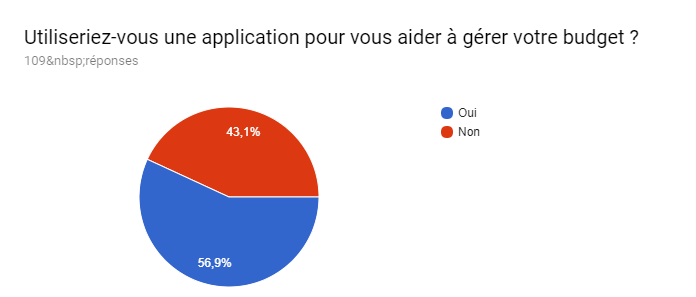 Utiliseriez-vous une application pour vous aider à gérer votre budget ?
109&nbsp;réponses
43,1%
Oui
Non
56,9%